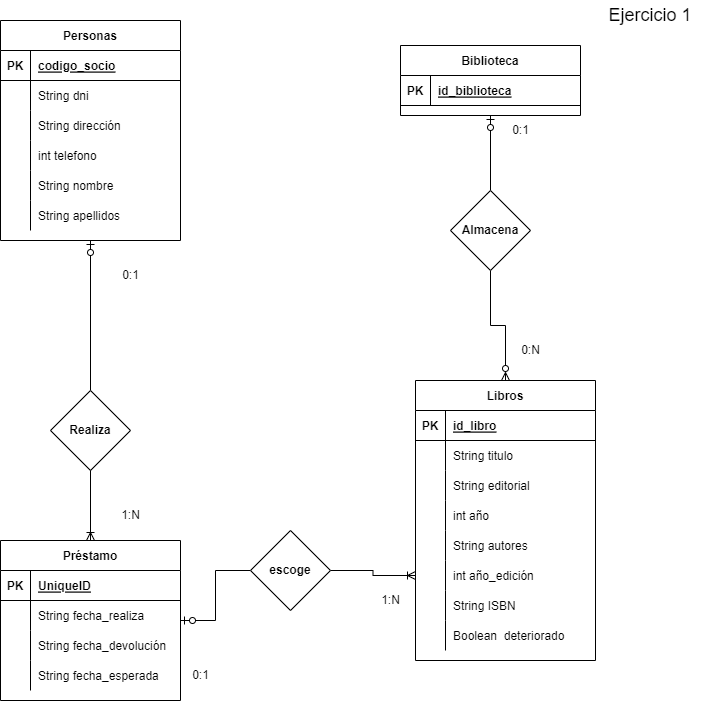 Ejercicio 1
Personas
PK codigo_socio
String dni
String dirección
int telefono
String nombre
String apellidos
0:1
Biblioteca
PK id_biblioteca
0:1
Almacena
0:N
Realiza
1:N
Libros
PK id_libro
String titulo
String editorial
int año
String autores
int año_edición
String ISBN
Boolean deteriorado
Préstamo
PK UniqueID
String fecha_realiza
String fecha_devolución
String fecha_esperada
0:1
escoge
1:N